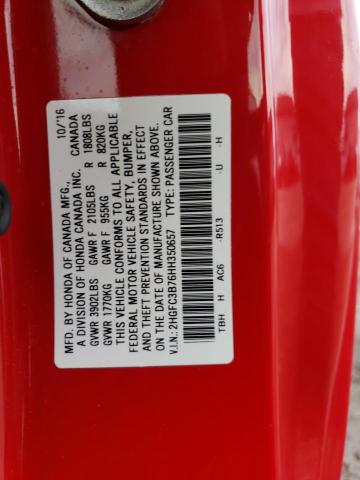 MFD. BY HONDA OF CANADA MFG., 10/'16
A DIVISION OF HONDA CANADA INC. CANADA
GVWR 3902LBS GAWR F 2105LBS R 1808LBS
GVWR 1770KG GAWR F 955KG R 820KG
THIS VEHICLE CONFORMS TO ALL APPLICABLE
FEDERAL MOTOR VEHICLE SAFETY, BUMPER,
AND THEFT PREVENTION STANDARDS IN EFFECT
ON THE DATE OF MANUFACTURE SHOWN ABOVE.
V.I.N.: 2HGFC3B76HH350657 TYPE: PASSENGER CAR
TBH H AC6 -R513 -U -H